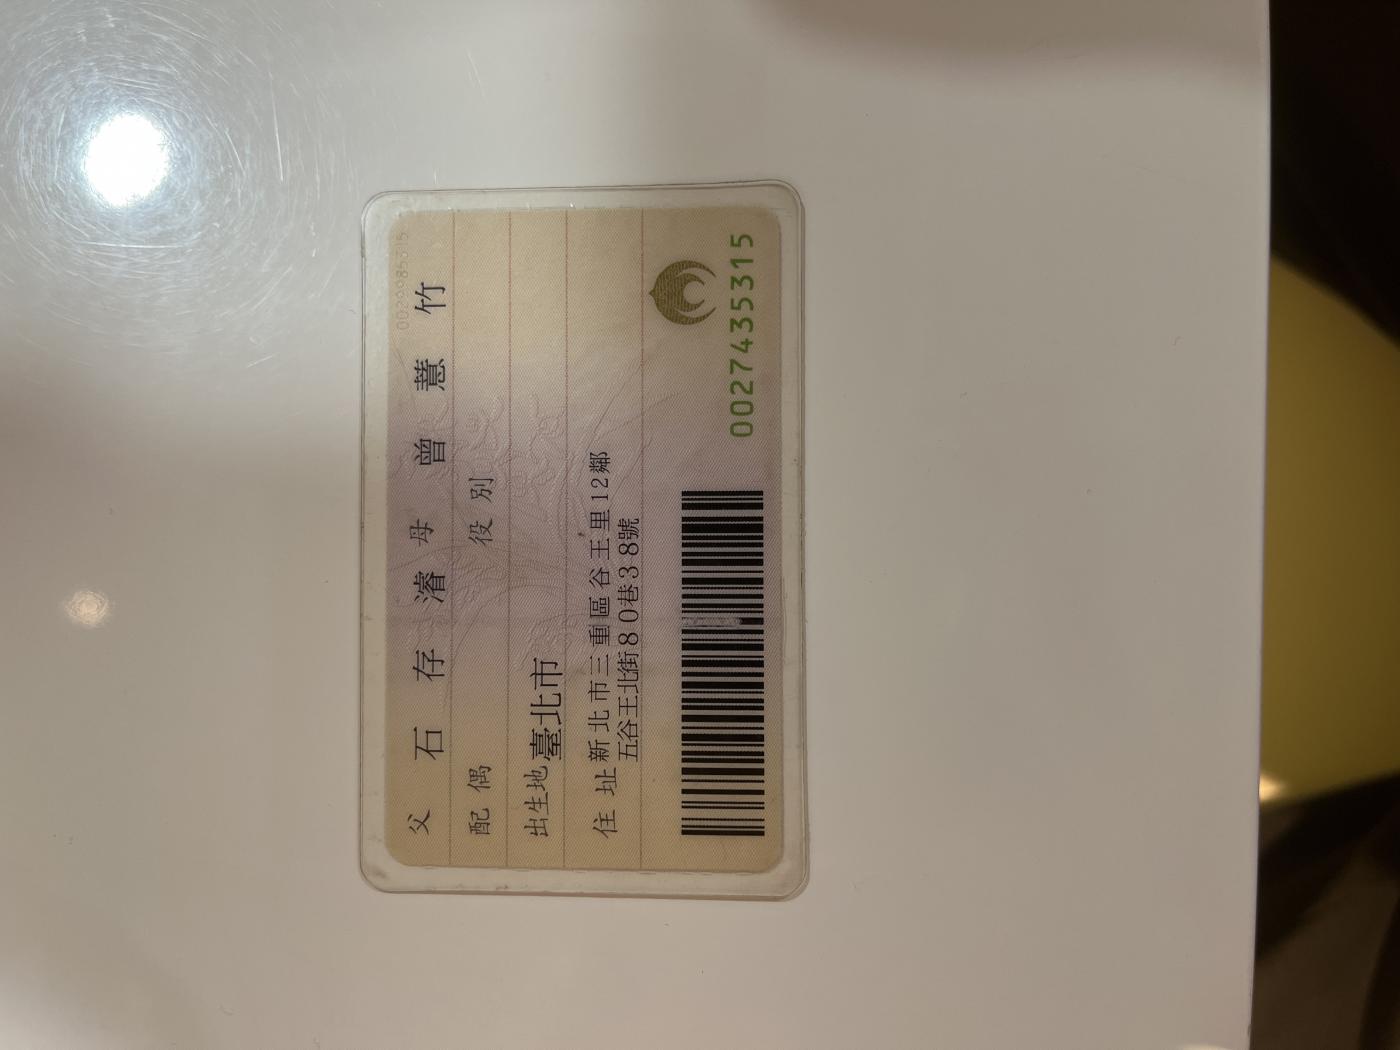 父 石存濬 母 曾薏竹
配偶 役別
出生地 臺北市
住址 新北市三重區谷王里12鄰
五谷王北街80巷38號
0027435315